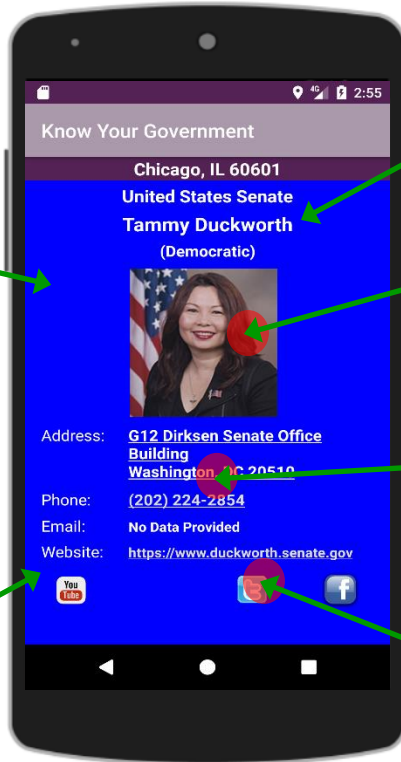 4G 2:55
Know Your Government
Chicago, IL 60601
United States Senate
Tammy Duckworth
(Democratic)
Address: G12 Dirksen Senate Office
Building
Washington, DC 20510
Phone: (202) 224-2854
Email: No Data Provided
Website: https://www.duckworth.senate.gov
You
Tube
t
f